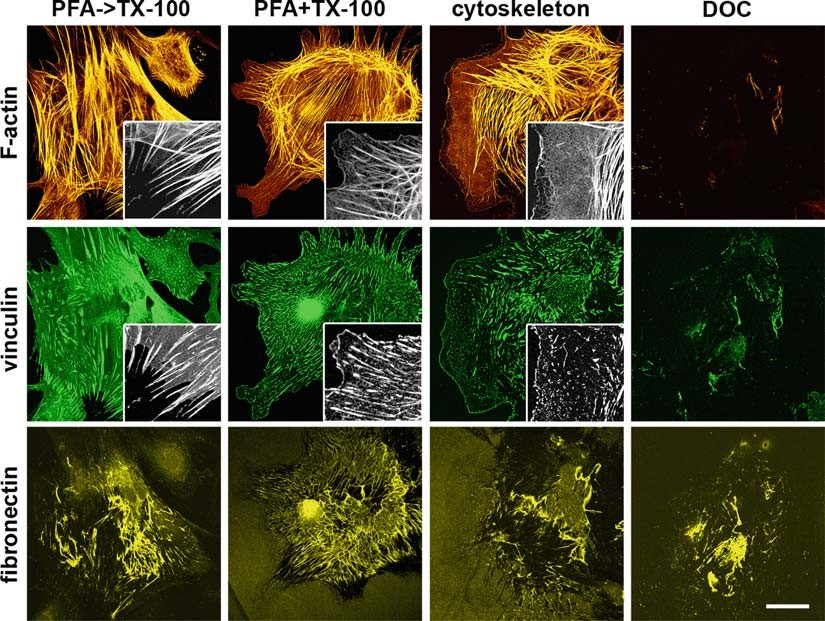 PFA->TX-100 PFA+TX-100 cytoskeleton DOC
F-actin
vinculin
fibronectin